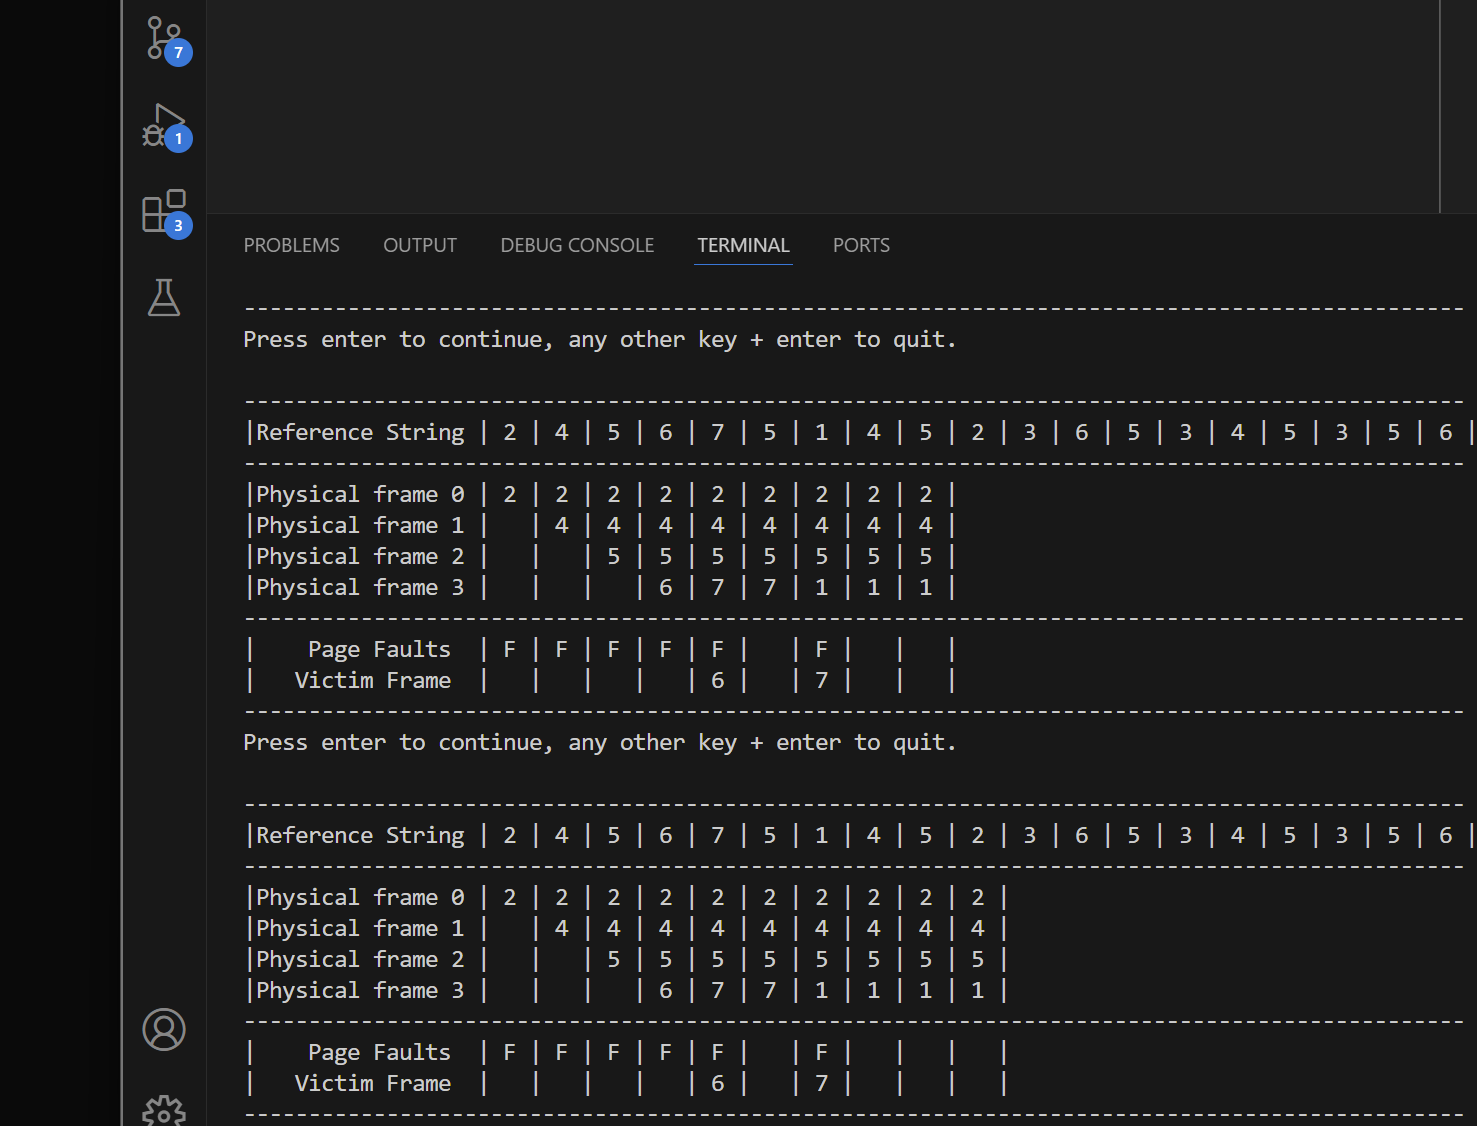 7
1
3
PROBLEMS OUTPUT DEBUG CONSOLE TERMINAL PORTS
----------------------------------------------------------------------------------------------
Press enter to continue, any other key + enter to quit.
----------------------------------------------------------------------------------------------
|Reference String | 2 | 4 | 5 | 6 | 7 | 5 | 1 | 4 | 5 | 2 | 3 | 6 | 5 | 3 | 4 | 5 | 3 | 5 | 6 |
----------------------------------------------------------------------------------------------
|Physical frame 0 | 2 | 2 | 2 | 2 | 2 | 2 | 2 | 2 | 2 |
|Physical frame 1 |   | 4 | 4 | 4 | 4 | 4 | 4 | 4 | 4 |
|Physical frame 2 |   |   | 5 | 5 | 5 | 5 | 5 | 5 | 5 |
|Physical frame 3 |   |   |   | 6 | 7 | 7 | 1 | 1 | 1 |
----------------------------------------------------------------------------------------------
|    Page Faults  | F | F | F | F | F |   | F |   |   |
|   Victim Frame  |   |   |   |   | 6 |   | 7 |   |   |
----------------------------------------------------------------------------------------------
Press enter to continue, any other key + enter to quit.
----------------------------------------------------------------------------------------------
|Reference String | 2 | 4 | 5 | 6 | 7 | 5 | 1 | 4 | 5 | 2 | 3 | 6 | 5 | 3 | 4 | 5 | 3 | 5 | 6 |
----------------------------------------------------------------------------------------------
|Physical frame 0 | 2 | 2 | 2 | 2 | 2 | 2 | 2 | 2 | 2 | 2 |
|Physical frame 1 |   | 4 | 4 | 4 | 4 | 4 | 4 | 4 | 4 | 4 |
|Physical frame 2 |   |   | 5 | 5 | 5 | 5 | 5 | 5 | 5 | 5 |
|Physical frame 3 |   |   |   | 6 | 7 | 7 | 1 | 1 | 1 | 1 |
----------------------------------------------------------------------------------------------
|    Page Faults  | F | F | F | F | F |   | F |   |   |   |
|   Victim Frame  |   |   |   |   | 6 |   | 7 |   |   |   |
----------------------------------------------------------------------------------------------